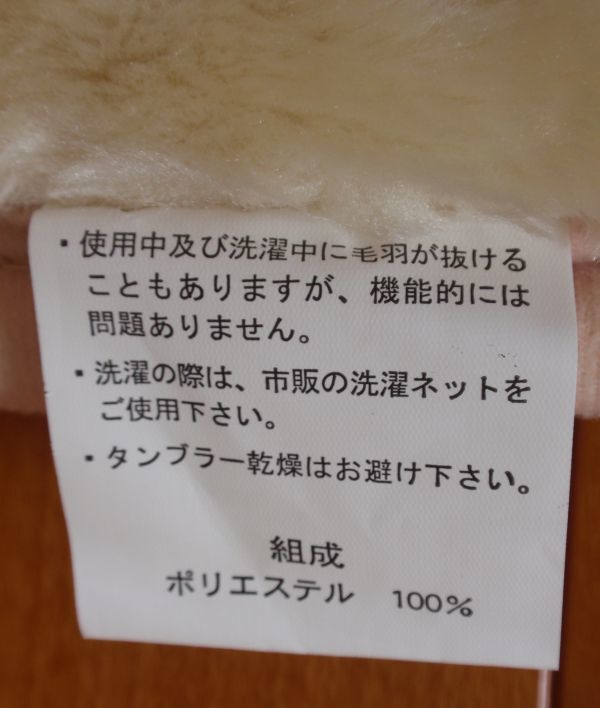 ・使用中及び洗濯中に毛羽が抜ける
こともありますが、機能的には
問題ありません。
・洗濯の際は、市販の洗濯ネットを
ご使用下さい。
・タンブラー乾燥はお避け下さい。
組成
ポリエステル 100%